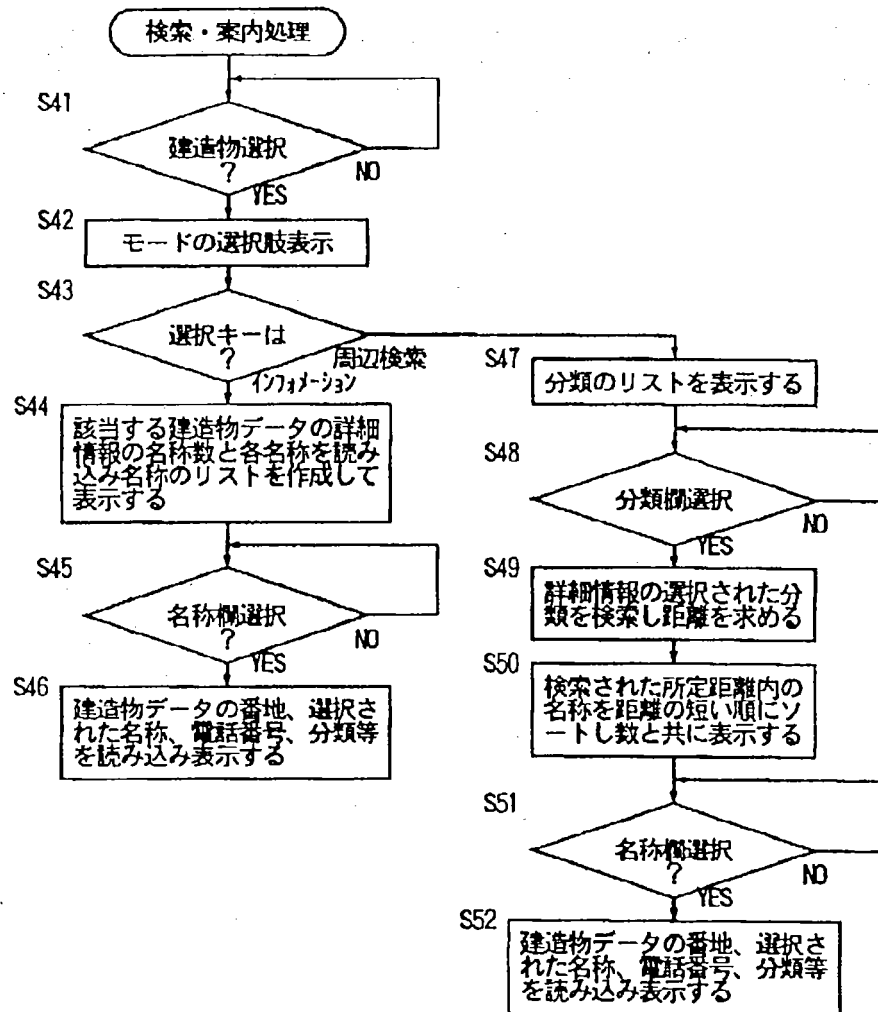 検索・案内処理
S41
建造物選択
?
NO
YES
S42
モードの選択肢表示
S43
選択キーは
?
周辺検索
インフォメーション
S44
該当する建造物データの詳細
情報の名称数と各名称を読み
込み名称のリストを作成して
表示する
S45
名称欄選択
?
NO
YES
S46
建造物データの番地、選択さ
れた名称、電話番号、分類等
を読み込み表示する
S47
分類のリストを表示する
S48
分類欄選択
?
NO
YES
S49
詳細情報の選択された分
類を検索し距離を求める
S50
検索された所定距離内の
名称を距離の短い順にソ
ートし数と共に表示する
S51
名称欄選択
?
NO
YES
S52
建造物データの番地、選択さ
れた名称、電話番号、分類等
を読み込み表示する